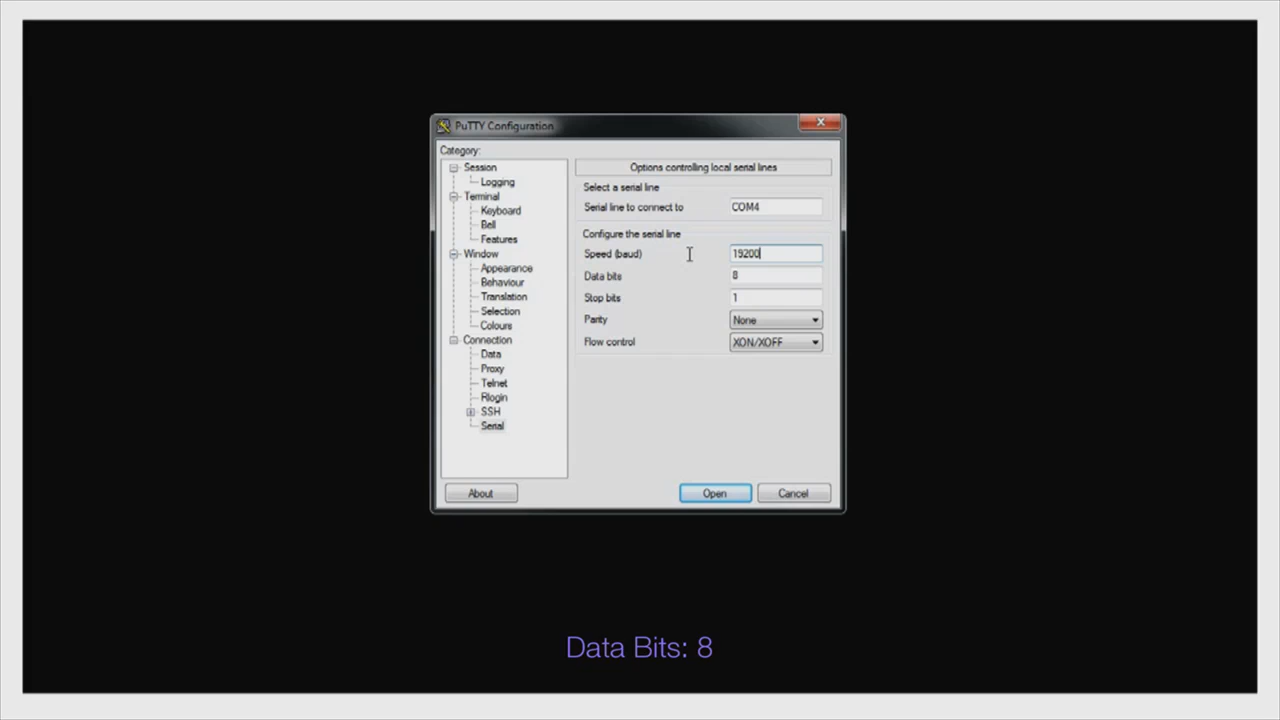 PuTTY Configuration
Category:
Session
Logging
Terminal
Keyboard
Bell
Features
Window
Appearance
Behaviour
Translation
Selection
Colours
Connection
Data
Proxy
Telnet
Rlogin
SSH
Serial
Options controlling local serial lines
Select a serial line
Serial line to connect to COM4
Configure the serial line
Speed (baud) 19200
Data bits 8
Stop bits 1
Parity None
Flow control XON/XOFF
About Open Cancel
Data Bits: 8